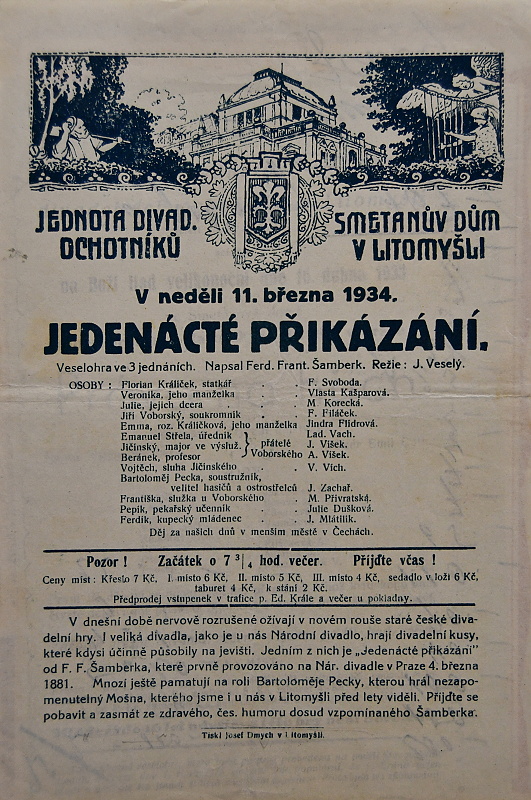 JEDNOTA DIVAD. OCHOTNÍKŮ
SMETANŮV DŮM V LITOMYŠLI
V neděli 11. března 1934.
JEDENÁCTÉ PŘIKÁZÁNÍ.
Veselohra ve 3 jednáních. Napsal Ferd. Frant. Šamberk. Režie: J. Veselý.
OSOBY: Florian Králíček, statkář . . F. Svoboda.
Veronika, jeho manželka . . Vlasta Kašparová.
Julie, jejich dcera . . M. Korecká.
Jiří Voborský, soukromník . . F. Filáček.
Emma, roz. Králíčková, jeho manželka Jindra Flidrová.
Emanuel Střela, úředník } přátelé Voborského Lad. Vach.
Jičínský, major ve výsluž. J. Víšek.
Beránek, profesor A. Víšek.
Vojtěch, sluha Jičínského . . V. Vích.
Bartoloměj Pecka, soustružník,
velitel hasičů a ostrostřelců J. Zachař.
Františka, služka u Voborského . M. Přívratská.
Pepík, pekařský učenník . . Julie Dušková.
Ferdík, kupecký mládenec . . J. Mlátilík.
Děj za našich dnů v menším městě v Čechách.
Pozor! Začátek o 7 3/4 hod. večer. Přijďte včas!
Ceny míst: Křeslo 7 Kč, I. místo 6 Kč, II. místo 5 Kč, III. místo 4 Kč, sedadlo v loži 6 Kč,
taburet 4 Kč, k stání 2 Kč.
Předprodej vstupenek v trafice p. Ed. Krále a večer u pokladny.
V dnešní době nervově rozrušené ožívají v novém rouše staré české diva-
delní hry. I veliká divadla, jako je u nás Národní divadlo, hrají divadelní kusy,
které kdysi účinně působily na jevišti. Jedním z nich je „Jedenácté přikázání"
od F. F. Šamberka, které prvně provozováno na Nár. divadle v Praze 4. března
1881. Mnozí ještě pamatují na roli Bartoloměje Pecky, kterou hrál nezapo-
menutelný Mošna, kterého jsme i u nás v Litomyšli před lety viděli. Přijďte se
pobavit a zasmát ze zdravého, čes. humoru dosud vzpomínaného Šamberka.
Tiskl Josef Dmych v Litomyšli.